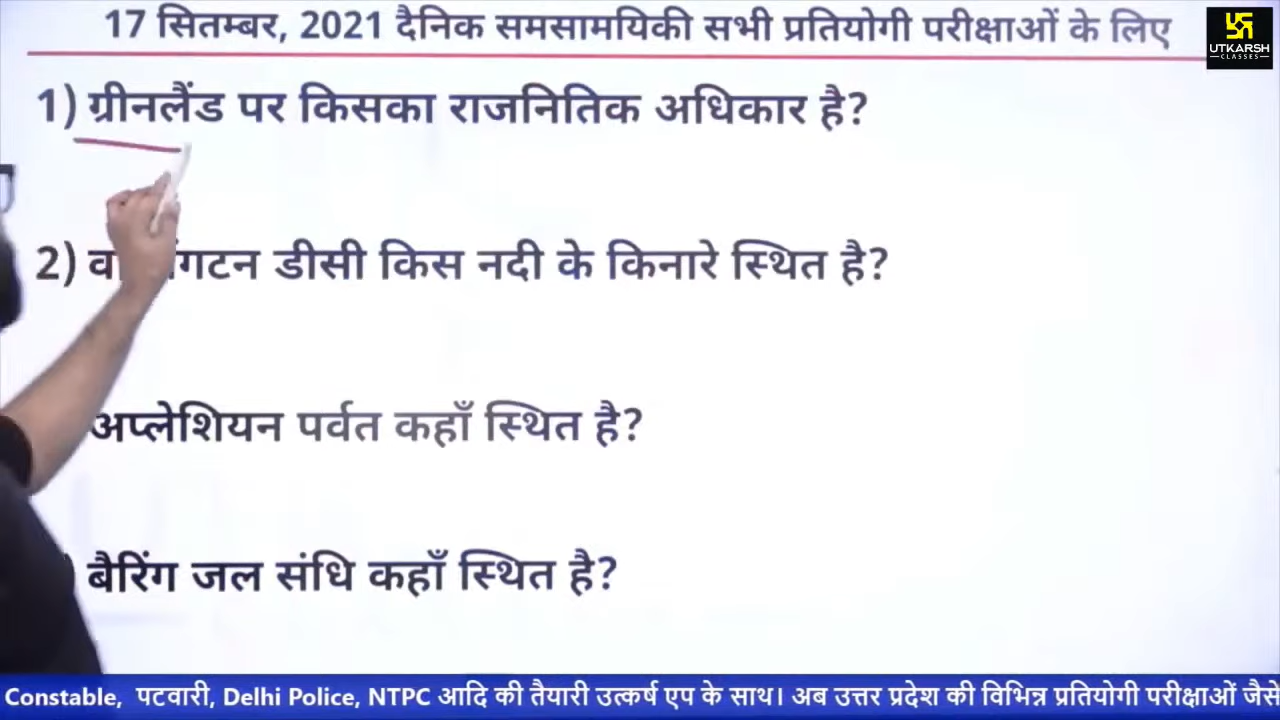 17 सितम्बर, 2021 दैनिक समसामयिकी सभी प्रतियोगी परीक्षाओं के लिए
UTKARSH
CLASSES
1) ग्रीनलैंड पर किसका राजनितिक अधिकार है?
2) डीसी किस नदी के किनारे स्थित है?
अप्लेशियन पर्वत कहाँ स्थित है?
बैरिंग जल संधि कहाँ स्थित है?
Constable, पटवारी, Delhi Police, NTPC आदि की तैयारी उत्कर्ष एप के साथ। अब उत्तर प्रदेश की विभिन्न प्रतियोगी परीक्षाओं जैसे